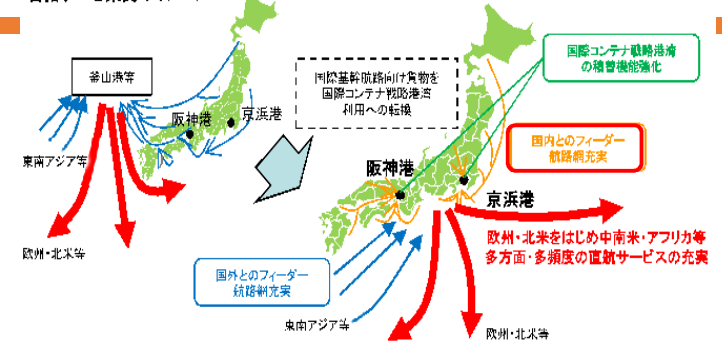 釜山港等
東南アジア等
欧州・北米等
阪神港
京浜港
国際基幹航路向け貨物を
国際コンテナ戦略港湾
利用への転換
国際コンテナ戦略港湾
の積替機能強化
国内とのフィーダー
航路網充実
阪神港
京浜港
欧州・北米をはじめ中南米・アフリカ等
多方面・多頻度の直航サービスの充実
国外とのフィーダー
航路網充実
東南アジア等
欧州・北米等